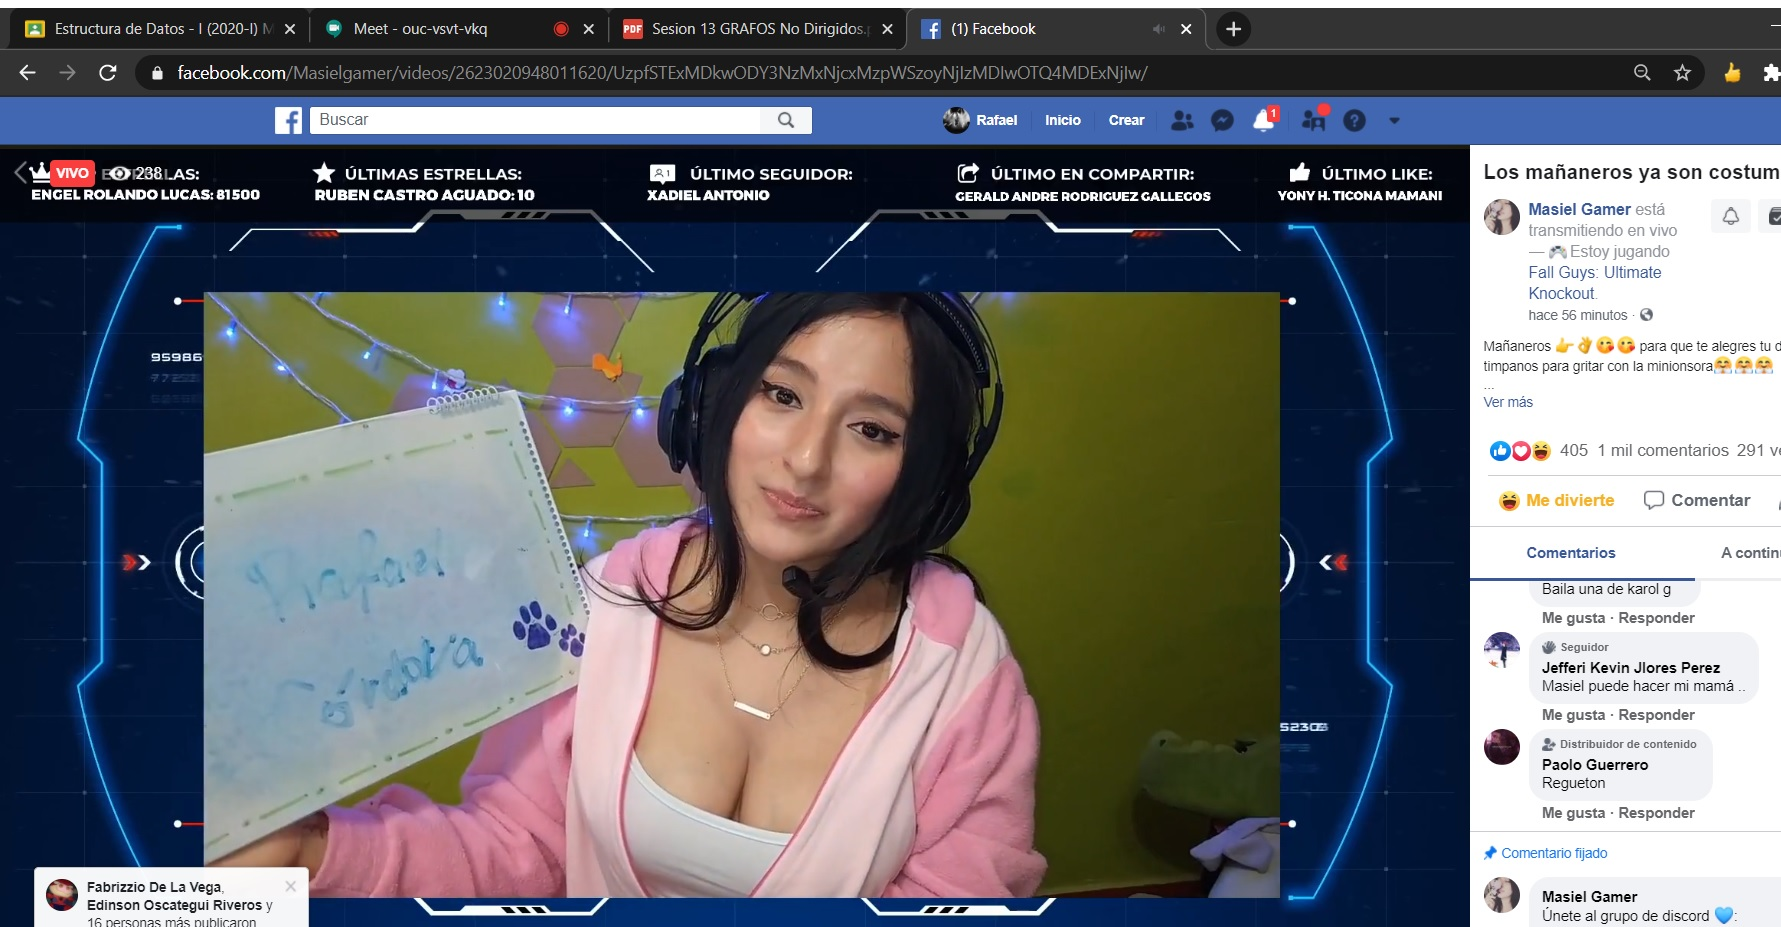 Estructura de Datos - I (2020-I) M
Meet - ouc-vsvt-vkq
PDF
Sesion 13 GRAFOS No Dirigidos.p
(1) Facebook
facebook.com/Masielgamer/videos/2623020948011620/UzpfSTExMDkwODY3NzMxNjcxMzpWSzoyNjIzMDIwOTQ4MDExNjIw/
Buscar
Rafael
Inicio
Crear
1
VIVO
238
LAS:
ENGEL ROLANDO LUCAS: 81500
ÚLTIMAS ESTRELLAS:
RUBEN CASTRO AGUADO: 10
ÚLTIMO SEGUIDOR:
XADIEL ANTONIO
ÚLTIMO EN COMPARTIR:
GERALD ANDRE RODRIGUEZ GALLEGOS
ÚLTIMO LIKE:
YONY H. TICONA MAMANI
95986
Rafael
Córdova
Fabrizzio De La Vega,
Edinson Oscategui Riveros y
16 personas más publicaron
Los mañaneros ya son costum
Masiel Gamer está
transmitiendo en vivo
— 🎮 Estoy jugando
Fall Guys: Ultimate
Knockout.
hace 56 minutos ·
Mañaneros 👉👌😋😋 para que te alegres tu d
timpanos para gritar con la minionsora🤗🤗🤗
...
Ver más
405 1 mil comentarios 291 ve
Me divierte
Comentar
Comentarios
A contin
Baila una de karol g
Me gusta · Responder
Seguidor
Jefferi Kevin Jlores Perez
Masiel puede hacer mi mamá ..
Me gusta · Responder
Distribuidor de contenido
Paolo Guerrero
Regueton
Me gusta · Responder
Comentario fijado
Masiel Gamer
Únete al grupo de discord 💙: